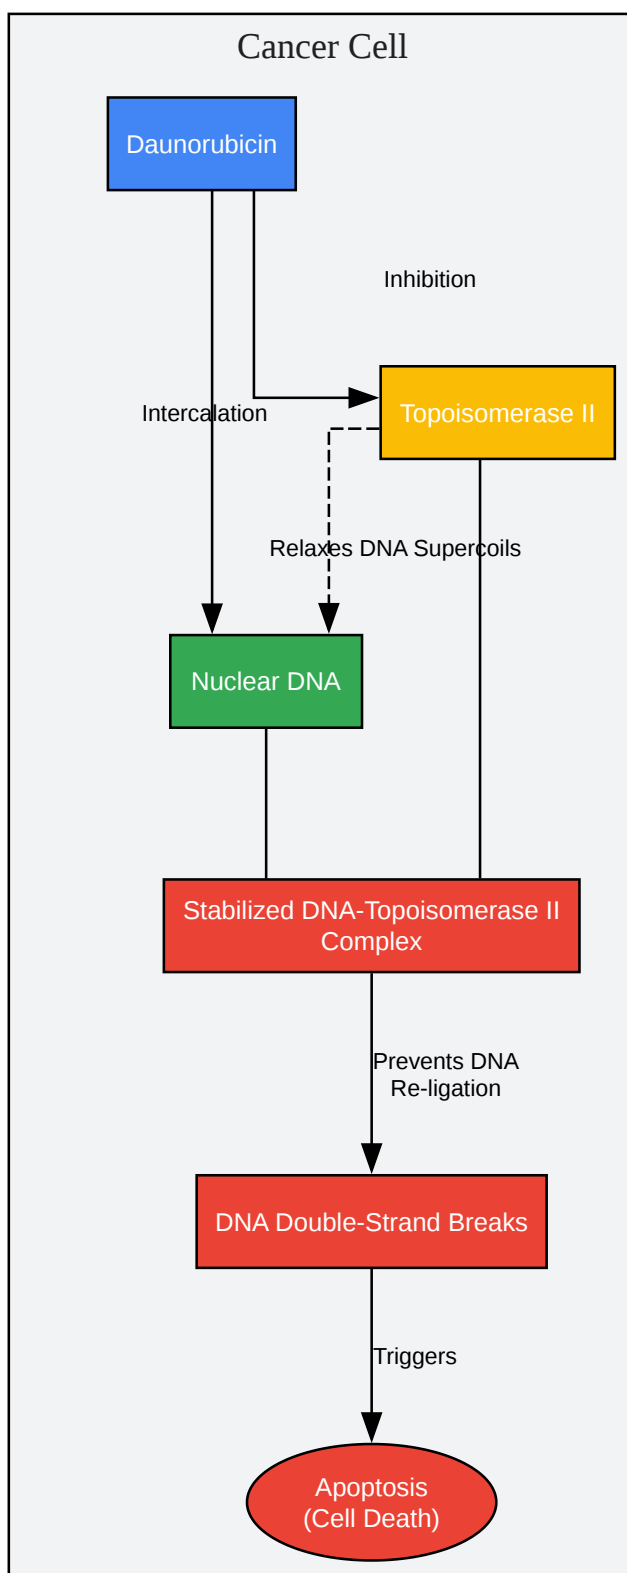 Cancer Cell
Daunorubicin
Inhibition
Intercalation
Topoisomerase II
Relaxes DNA Supercoils
Nuclear DNA
Stabilized DNA-Topoisomerase II
Complex
Prevents DNA
Re-ligation
DNA Double-Strand Breaks
Triggers
Apoptosis
(Cell Death)